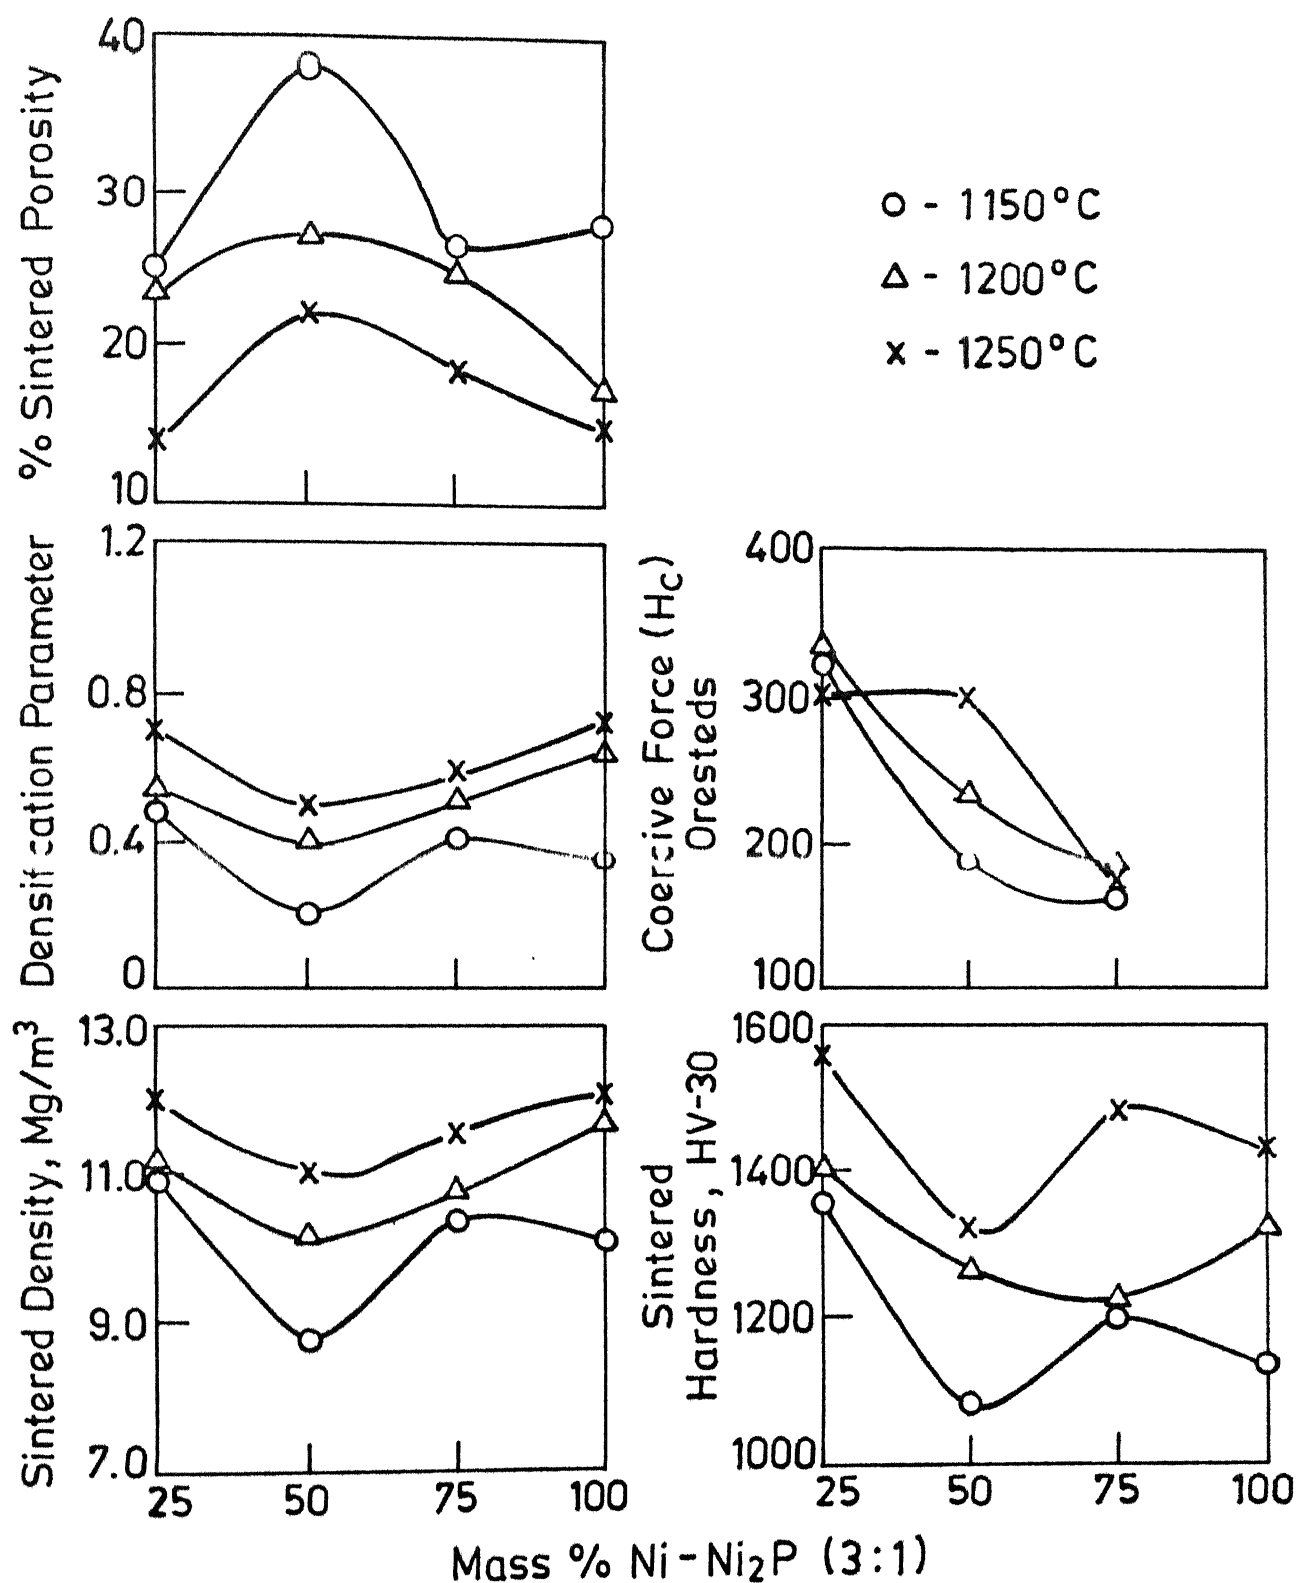 % Sintered Porosity
40
30
20
10
O - 1150°C
△ - 1200°C
x - 1250°C
Densif cation Parameter
1.2
0.8
0.4
0
Coercive Force (Hc)
Oresteds
400
300
200
100
Sintered Density, Mg/m³
13.0
11.0
9.0
7.0
25 50 75 100
Sintered
Hardness, HV-30
1600
1400
1200
1000
25 50 75 100
Mass % Ni-Ni₂P (3:1)